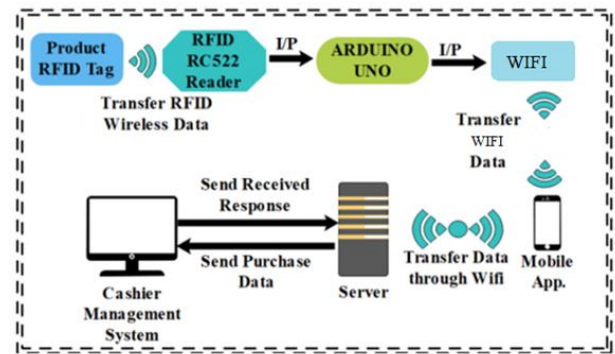 Product
RFID Tag
RFID
RC522
Reader
I/P
ARDUINO
UNO
I/P
WIFI
Transfer RFID
Wireless Data
Transfer
WIFI
Data
Send Received
Response
Send Purchase
Data
Cashier
Management
System
Server
Transfer Data
through Wifi
Mobile
App.